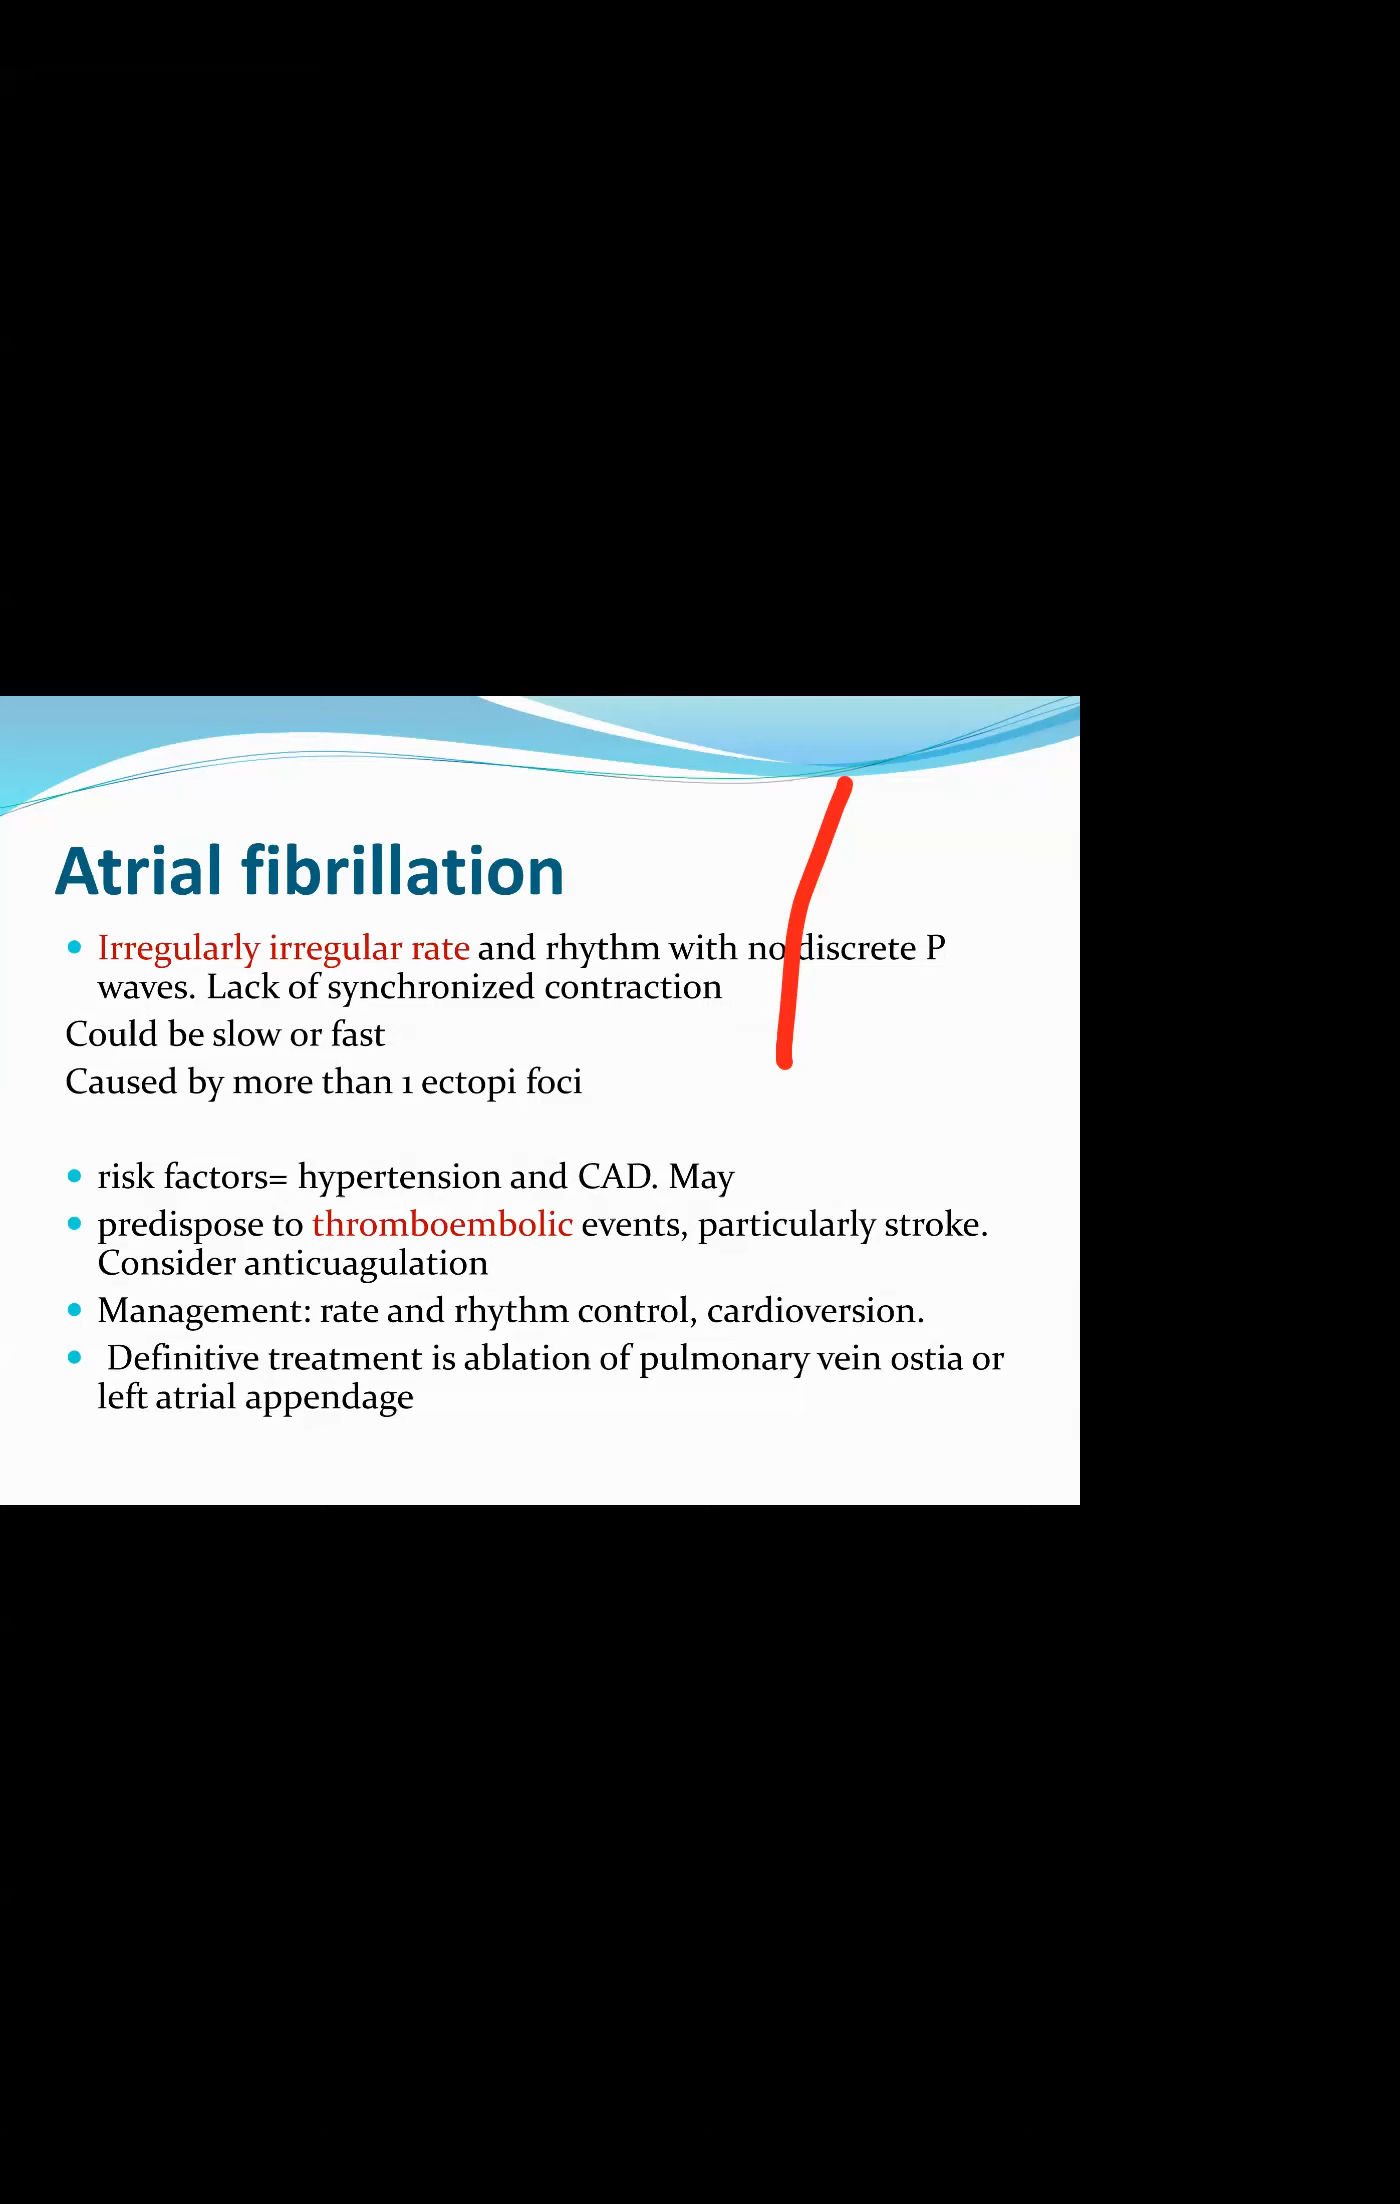 Atrial fibrillation
• Irregularly irregular rate and rhythm with no discrete P
waves. Lack of synchronized contraction
Could be slow or fast
Caused by more than 1 ectopi foci
• risk factors= hypertension and CAD. May
• predispose to thromboembolic events, particularly stroke.
Consider anticuagulation
• Management: rate and rhythm control, cardioversion.
• Definitive treatment is ablation of pulmonary vein ostia or
left atrial appendage